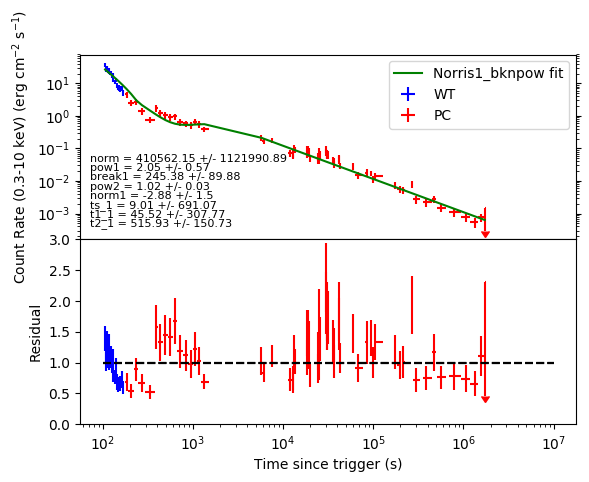 Count Rate (0.3-10 keV) (erg cm⁻² s⁻¹)
10¹
10⁰
10⁻¹
10⁻²
10⁻³
Norris1_bknpow fit
WT
PC
norm = 410562.15 +/- 1121990.89
pow1 = 2.05 +/- 0.57
break1 = 245.38 +/- 89.88
pow2 = 1.02 +/- 0.03
norm1 = -2.88 +/- 1.5
ts_1 = 9.01 +/- 691.07
t1_1 = 45.52 +/- 307.77
t2_1 = 515.93 +/- 150.73
Residual
3.0
2.5
2.0
1.5
1.0
0.5
0.0
10² 10³ 10⁴ 10⁵ 10⁶ 10⁷
Time since trigger (s)